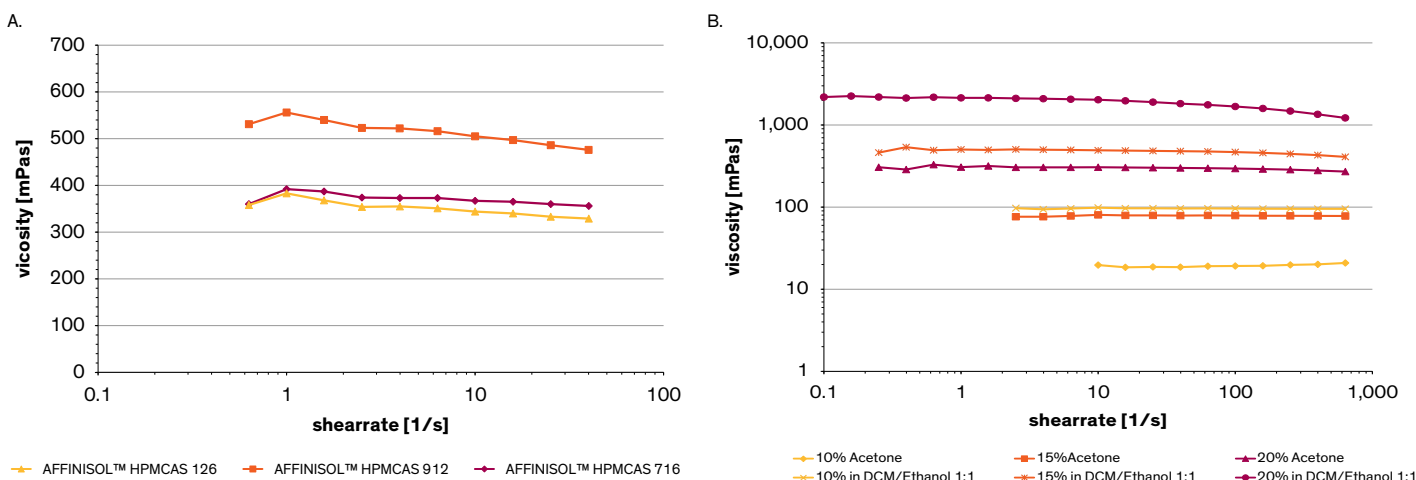 A.
700
600
500
400
300
200
100
0
vicosity [mPas]
0.1 1 10 100
shearrate [1/s]
AFFINISOL™ HPMCAS 126 AFFINISOL™ HPMCAS 912 AFFINISOL™ HPMCAS 716
B.
10,000
1,000
100
10
1
viscosity [mPas]
0.1 1 10 100 1,000
shearrate [1/s]
10% Acetone 15%Acetone 20% Acetone
10% in DCM/Ethanol 1:1 15% in DCM/Ethanol 1:1 20% in DCM/Ethanol 1:1